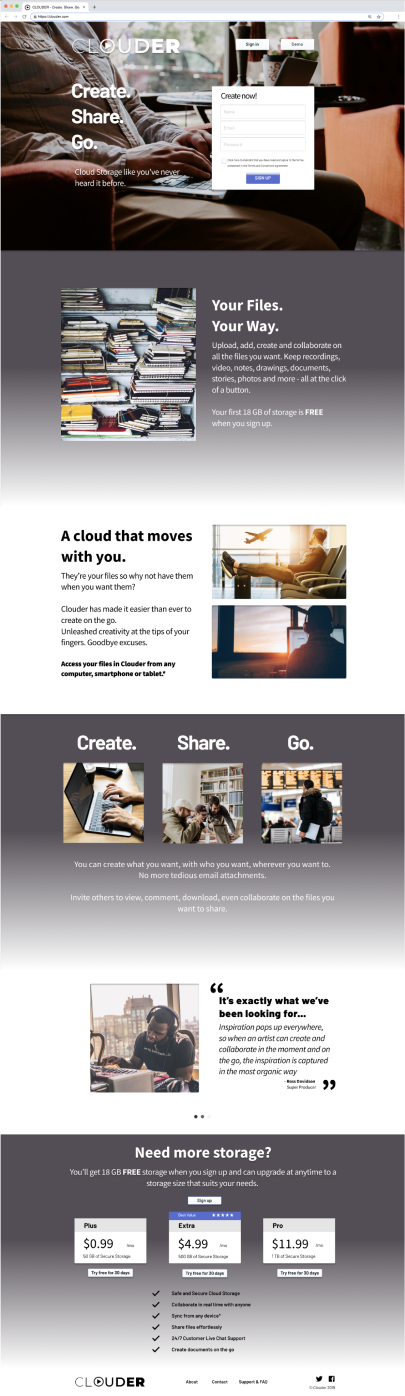 CLOUDER - Create. Share. Go.
https://clouder.com
CLOUDER
Sign in
Demo
Create.
Share.
Go.
Cloud Storage like you've never
heard it before.
Create now!
Name
Email
Password
SIGN UP
Your Files.
Your Way.
Upload, add, create and collaborate on
all the files you want. Keep recordings,
video, notes, drawings, documents,
stories, photos and more - all at the click
of a button.
Your first 18 GB of storage is FREE
when you sign up.
A cloud that moves
with you.
They're your files so why not have them
when you want them?
Clouder has made it easier than ever to
create on the go.
Unleashed creativity at the tips of your
fingers. Goodbye excuses.
Access your files in Clouder from any
computer, smartphone or tablet.*
Create.
Share.
Go.
You can create what you want, with who you want, wherever you want to.
No more tedious email attachments.
Invite others to view, comment, download, even collaborate on the files you
want to share.
“
It's exactly what we've
been looking for...
Inspiration pops up everywhere,
so when an artist can create and
collaborate in the moment and on
the go, the inspiration is captured
in the most organic way
- Ross Davidson
Super Producer
”
Need more storage?
You'll get 18 GB FREE storage when you sign up and can upgrade at anytime to a
storage size that suits your needs.
Sign up
Plus
$0.99 /mo
50 GB of Secure Storage
Try free for 30 days
Best Value ★★★★★
Extra
$4.99 /mo
500 GB of Secure Storage
Try free for 30 days
Pro
$11.99 /mo
1 TB of Secure Storage
Try free for 30 days
Safe and Secure Cloud Storage
Collaborate in real time with anyone
Sync from any device*
Share files effortlessly
24/7 Customer Live Chat Support
Create documents on the go
CLOUDER
About
Contact
Support & FAQ
© Clouder 2019